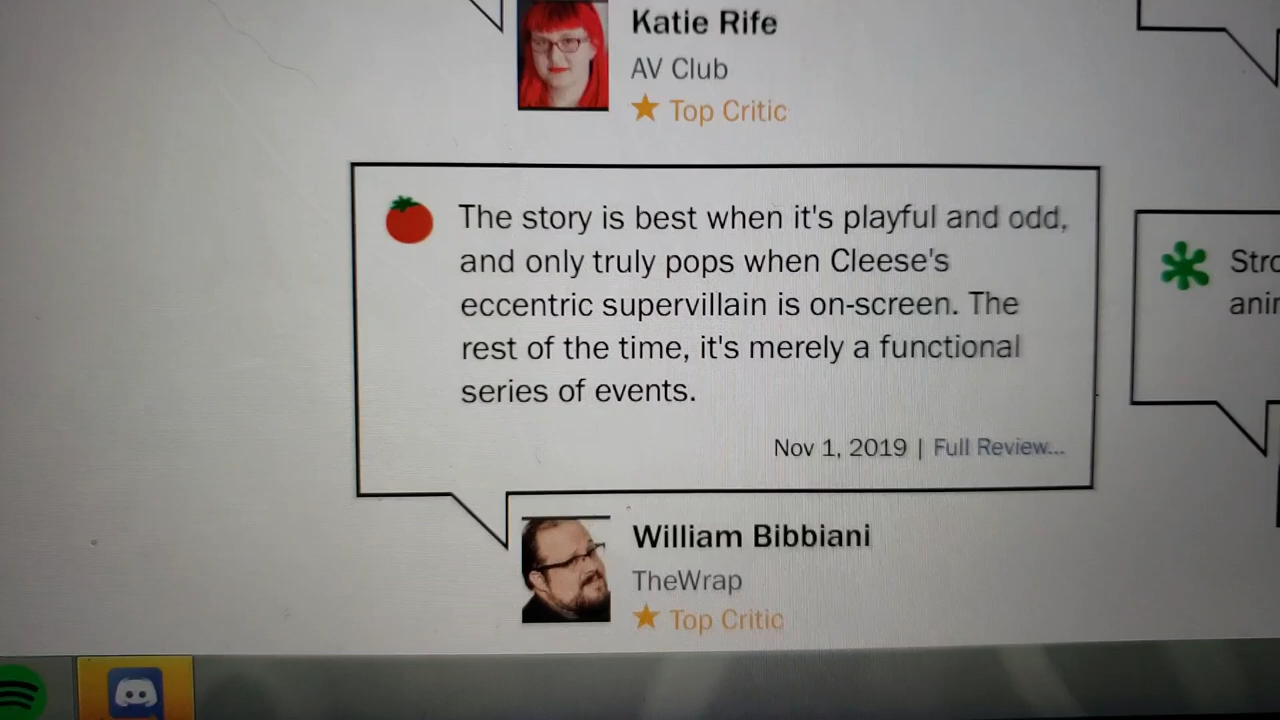 Katie Rife
AV Club
Top Critic
The story is best when it's playful and odd,
and only truly pops when Cleese's
eccentric supervillain is on-screen. The
rest of the time, it's merely a functional
series of events.
Nov 1, 2019 | Full Review...
William Bibbiani
TheWrap
Top Critic